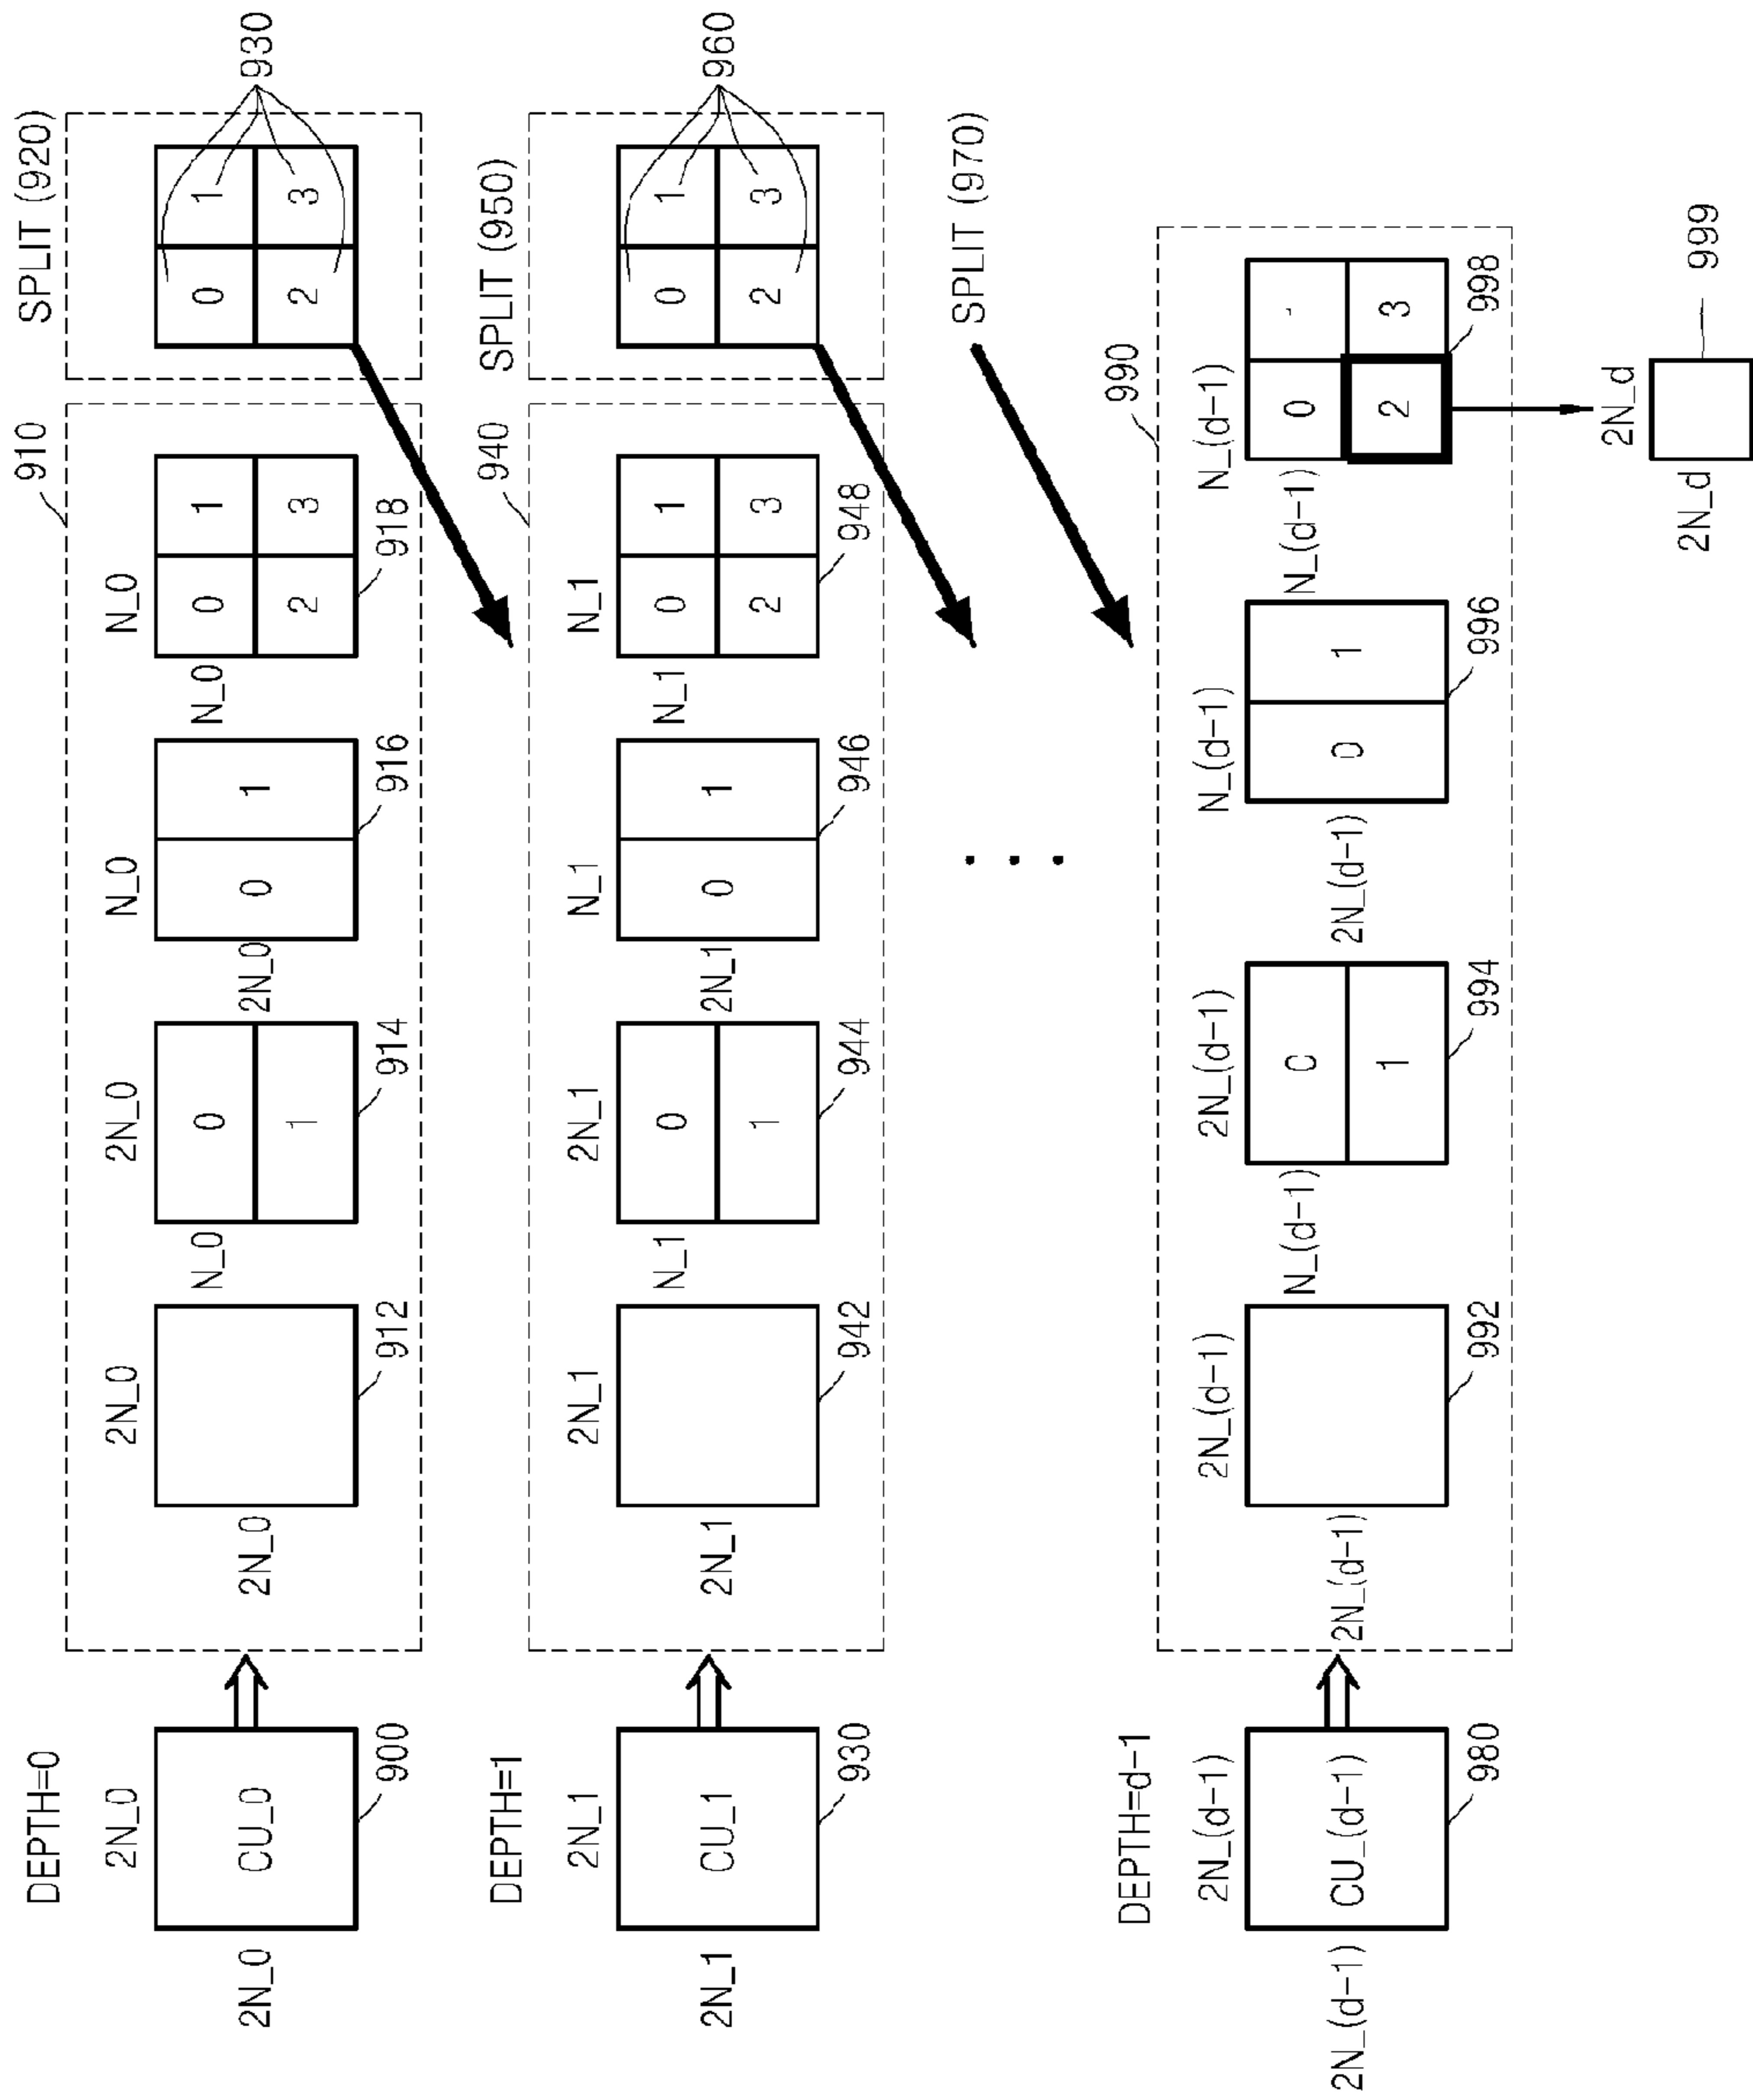 DEPTH=0
2N_0
2N_0
CU_0
900
910
2N_0
2N_0
912
2N_0
N_0
0
1
914
N_0
2N_0
0
1
916
N_0
N_0
0
1
2
3
918
SPLIT (920)
0
1
2
3
930
DEPTH=1
2N_1
2N_1
CU_1
930
940
2N_1
2N_1
942
2N_1
N_1
0
1
944
N_1
2N_1
0
1
946
N_1
N_1
0
1
2
3
948
SPLIT (950)
0
1
2
3
960
SPLIT (970)
. . .
DEPTH=d-1
2N_(d-1)
2N_(d-1)
CU_(d-1)
980
990
2N_(d-1)
2N_(d-1)
992
2N_(d-1)
N_(d-1)
0
1
994
N_(d-1)
2N_(d-1)
0
1
996
N_(d-1)
N_(d-1)
0
2
3
998
2N_d
2N_d
999